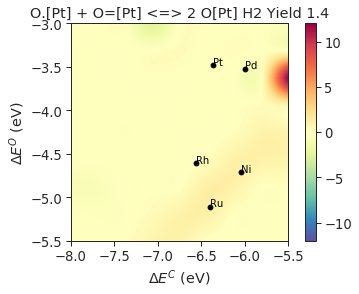 O.[Pt] + O=[Pt] <=> 2 O[Pt] H2 Yield 1.4
−3.0
−3.5
−4.0
−4.5
−5.0
−5.5
ΔE^O (eV)
Pt
Pd
Rh
Ni
Ru
−8.0 −7.5 −7.0 −6.5 −6.0 −5.5
ΔE^C (eV)
10
5
0
−5
−10